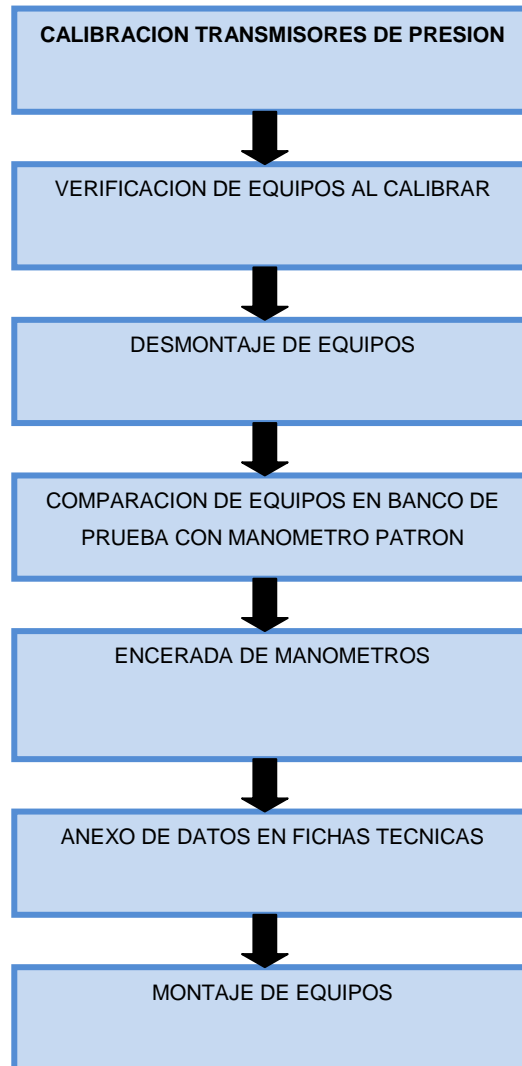 CALIBRACION TRANSMISORES DE PRESION
VERIFICACION DE EQUIPOS AL CALIBRAR
DESMONTAJE DE EQUIPOS
COMPARACION DE EQUIPOS EN BANCO DE
PRUEBA CON MANOMETRO PATRON
ENCERADA DE MANOMETROS
ANEXO DE DATOS EN FICHAS TECNICAS
MONTAJE DE EQUIPOS